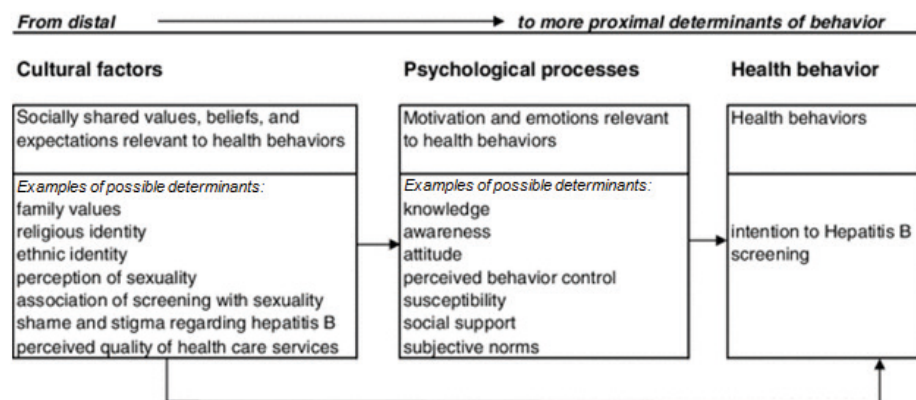 From distal to more proximal determinants of behavior
Cultural factors
Socially shared values, beliefs, and
expectations relevant to health behaviors
Examples of possible determinants:
family values
religious identity
ethnic identity
perception of sexuality
association of screening with sexuality
shame and stigma regarding hepatitis B
perceived quality of health care services
Psychological processes
Motivation and emotions relevant
to health behaviors
Examples of possible determinants:
knowledge
awareness
attitude
perceived behavior control
susceptibility
social support
subjective norms
Health behavior
Health behaviors
intention to Hepatitis B
screening